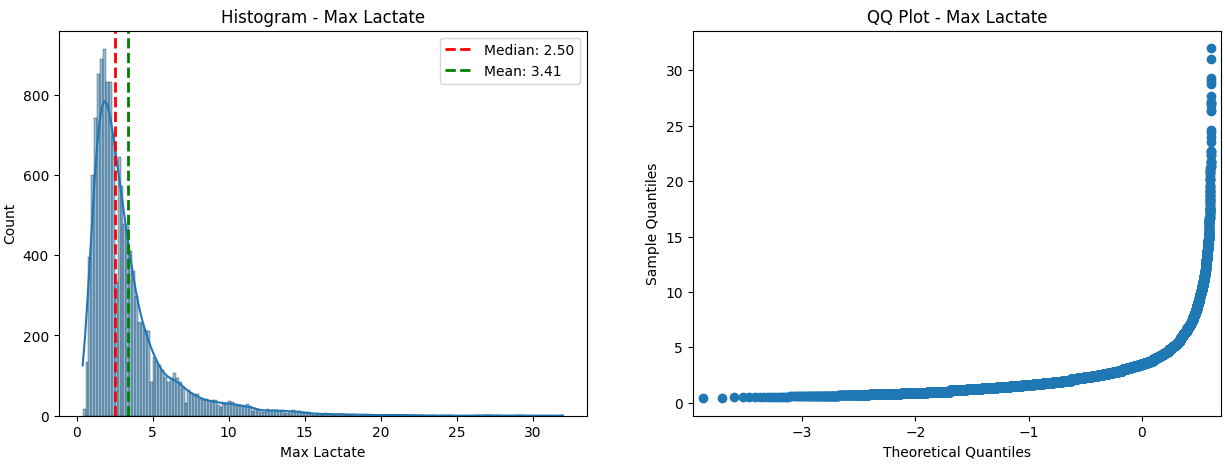 Histogram - Max Lactate
Median: 2.50
Mean: 3.41
800
600
400
200
0
Count
0 5 10 15 20 25 30
Max Lactate
QQ Plot - Max Lactate
30
25
20
15
10
5
0
Sample Quantiles
−3 −2 −1 0
Theoretical Quantiles